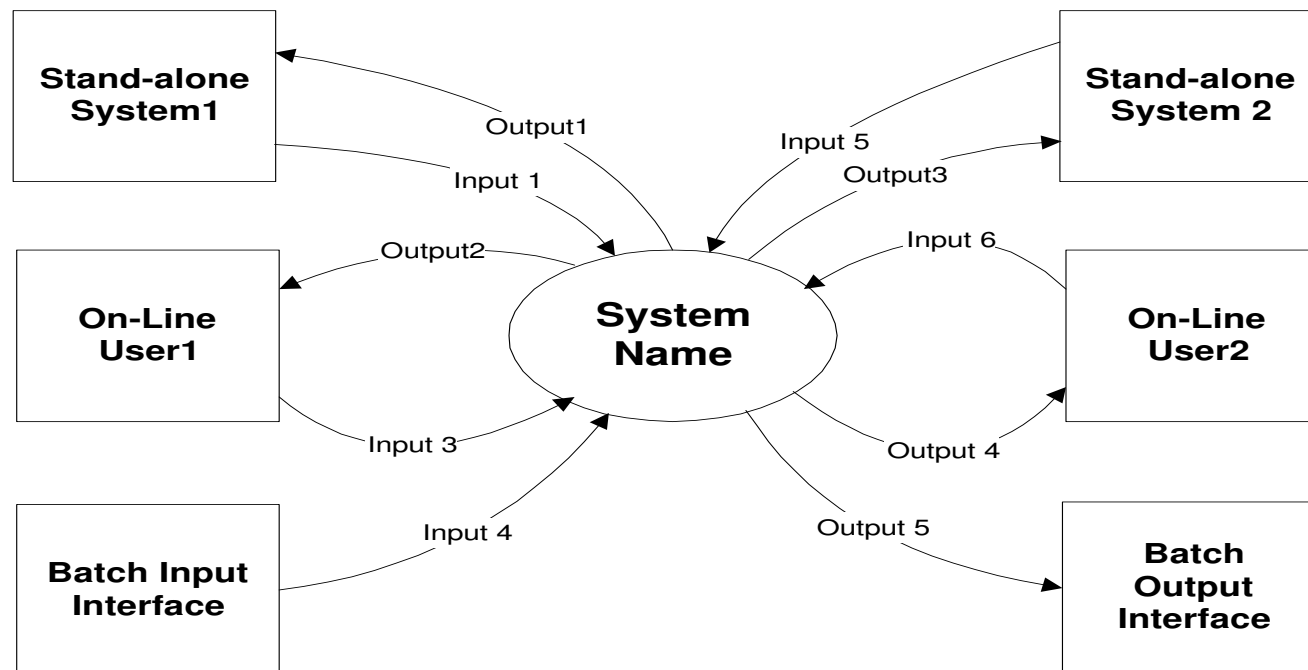 Stand-alone
System1
Output1
Input 1
Input 5
Output3
Stand-alone
System 2
On-Line
User1
Output2
Input 3
System
Name
Input 6
Output 4
On-Line
User2
Batch Input
Interface
Input 4
Output 5
Batch
Output
Interface